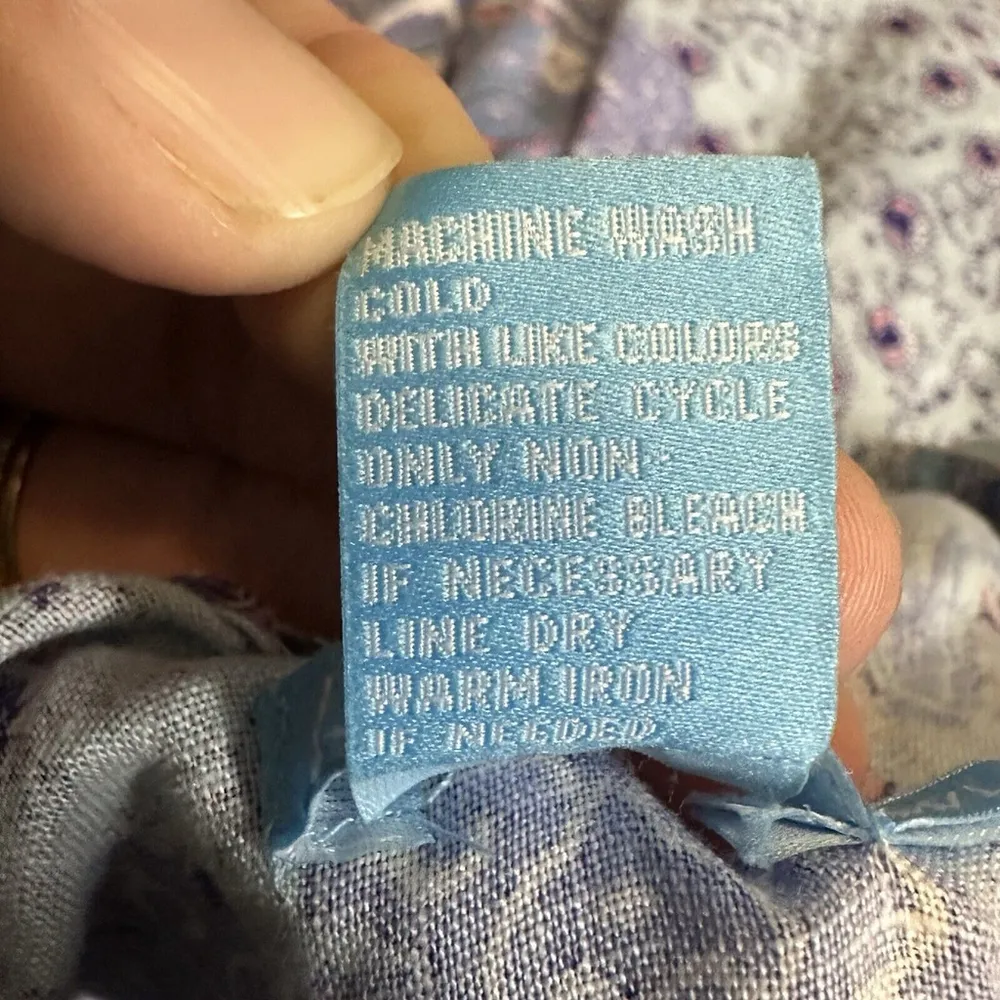 MACHINE WASH
COLD
WITH LIKE COLORS
DELICATE CYCLE
ONLY NON-
CHLORINE BLEACH
IF NECESSARY
LINE DRY
WARM IRON
IF NEEDED